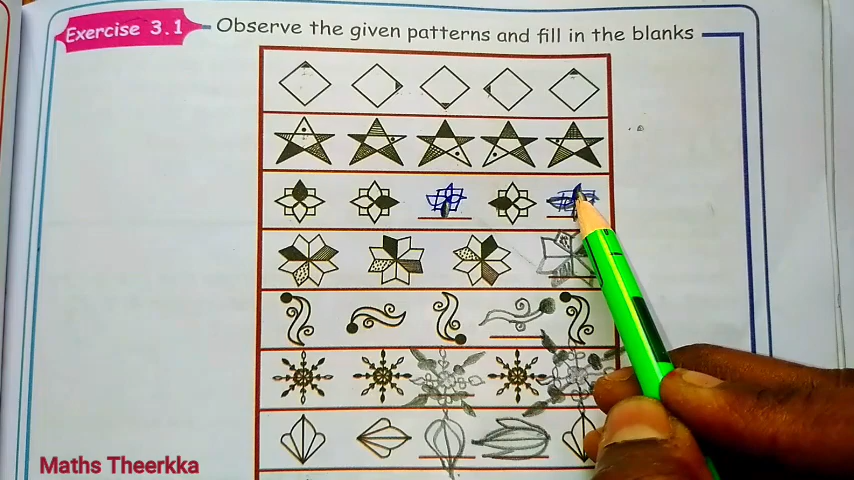 Exercise 3.1
Observe the given patterns and fill in the blanks
Maths Theerkka